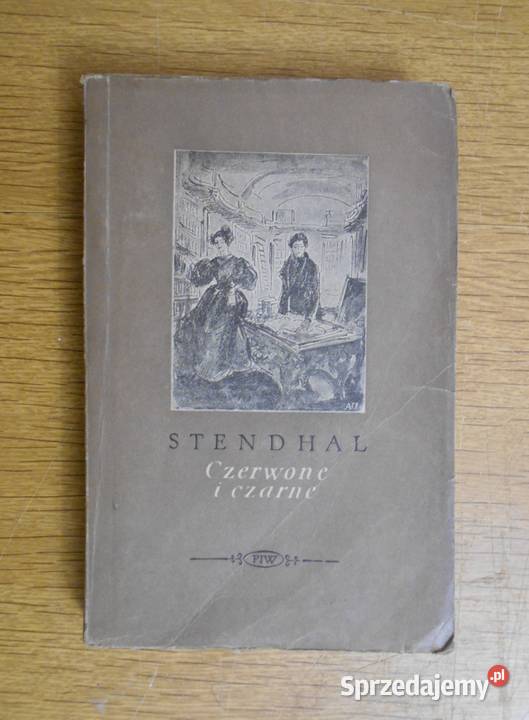 STENDHAL
Czerwone
i czarne
PIW
Sprzedajemy.pl